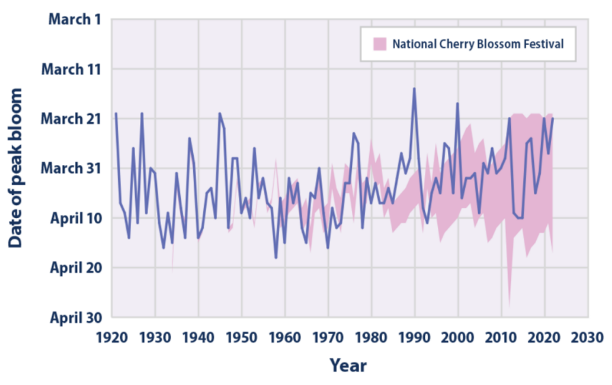 March 1
National Cherry Blossom Festival
March 11
March 21
March 31
April 10
April 20
April 30
Date of peak bloom
1920 1930 1940 1950 1960 1970 1980 1990 2000 2010 2020 2030
Year